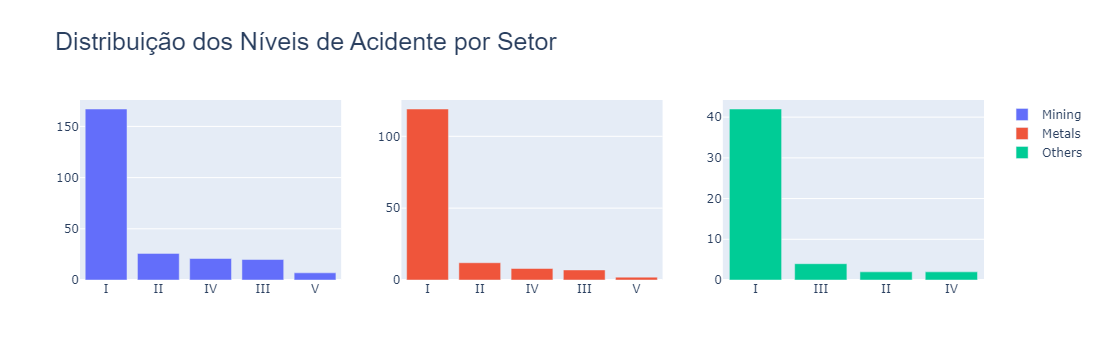 Distribuição dos Níveis de Acidente por Setor
150
100
50
0
I II IV III V
100
50
0
I II IV III V
40
30
20
10
0
I III II IV
Mining
Metals
Others